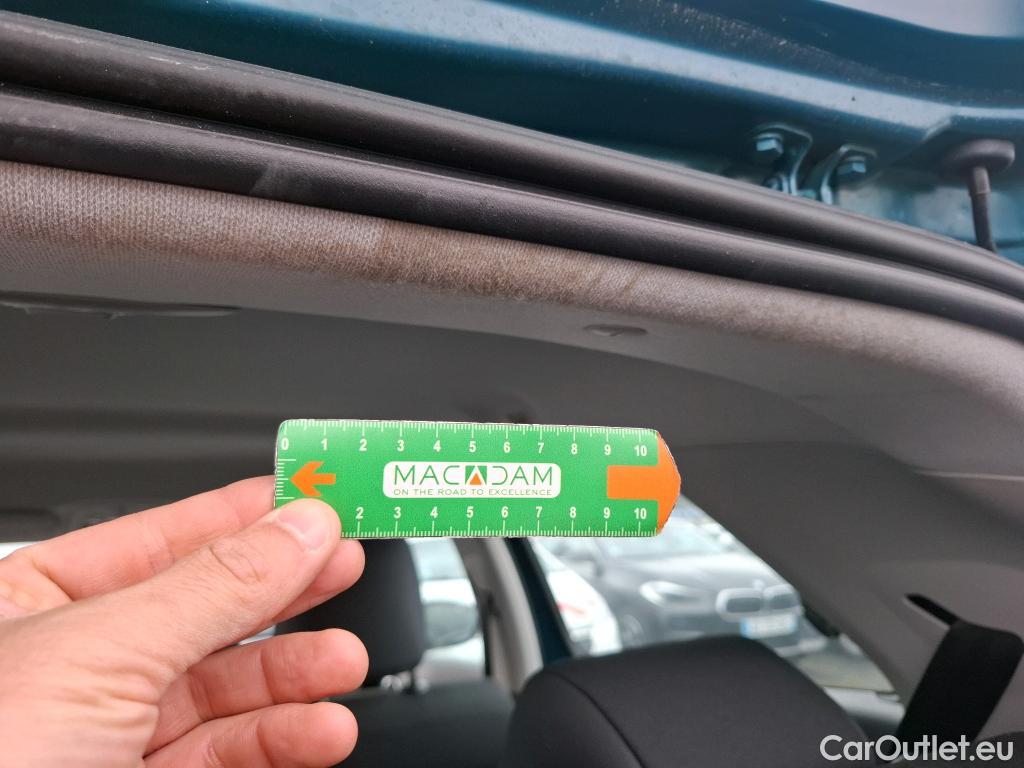 0 1 2 3 4 5 6 7 8 9 10
MACADAM
ON THE ROAD TO EXCELLENCE
2 3 4 5 6 7 8 9 10
CarOutlet.eu